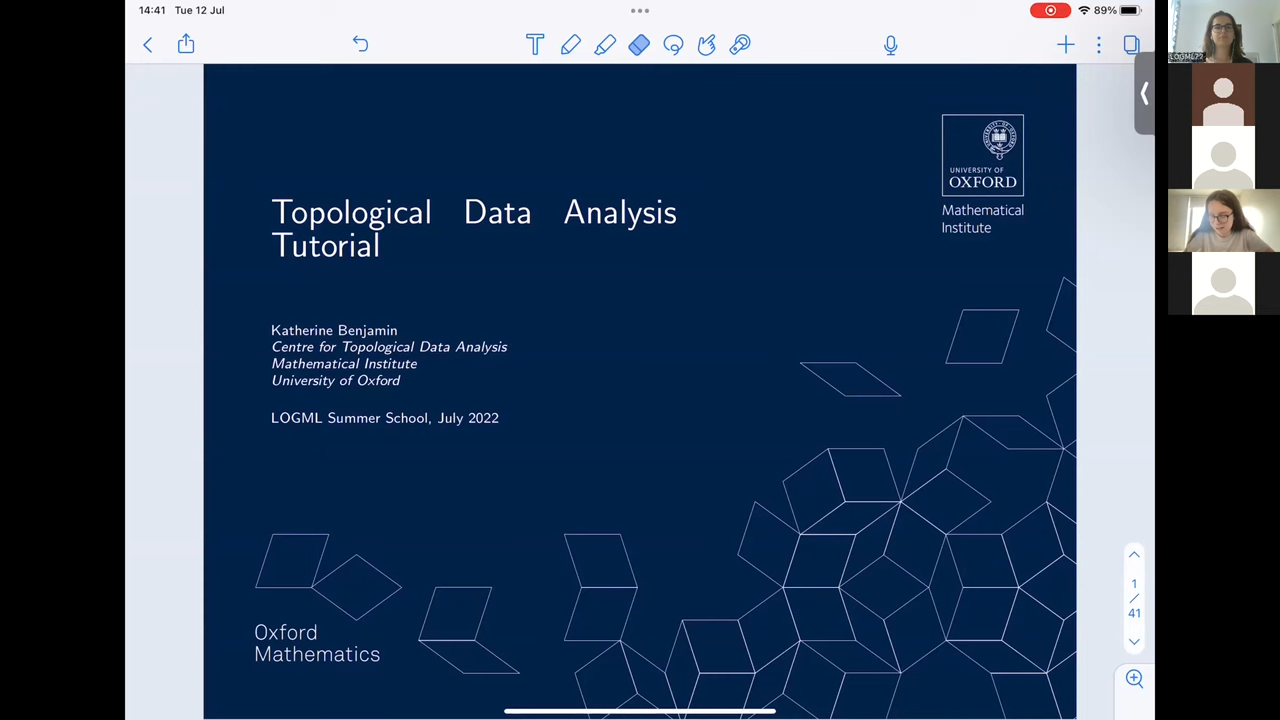 14:41 Tue 12 Jul
89%
LOGML22
UNIVERSITY OF
OXFORD
Mathematical
Institute
Topological Data Analysis
Tutorial
Katherine Benjamin
Centre for Topological Data Analysis
Mathematical Institute
University of Oxford
LOGML Summer School, July 2022
1
/
41
Oxford
Mathematics